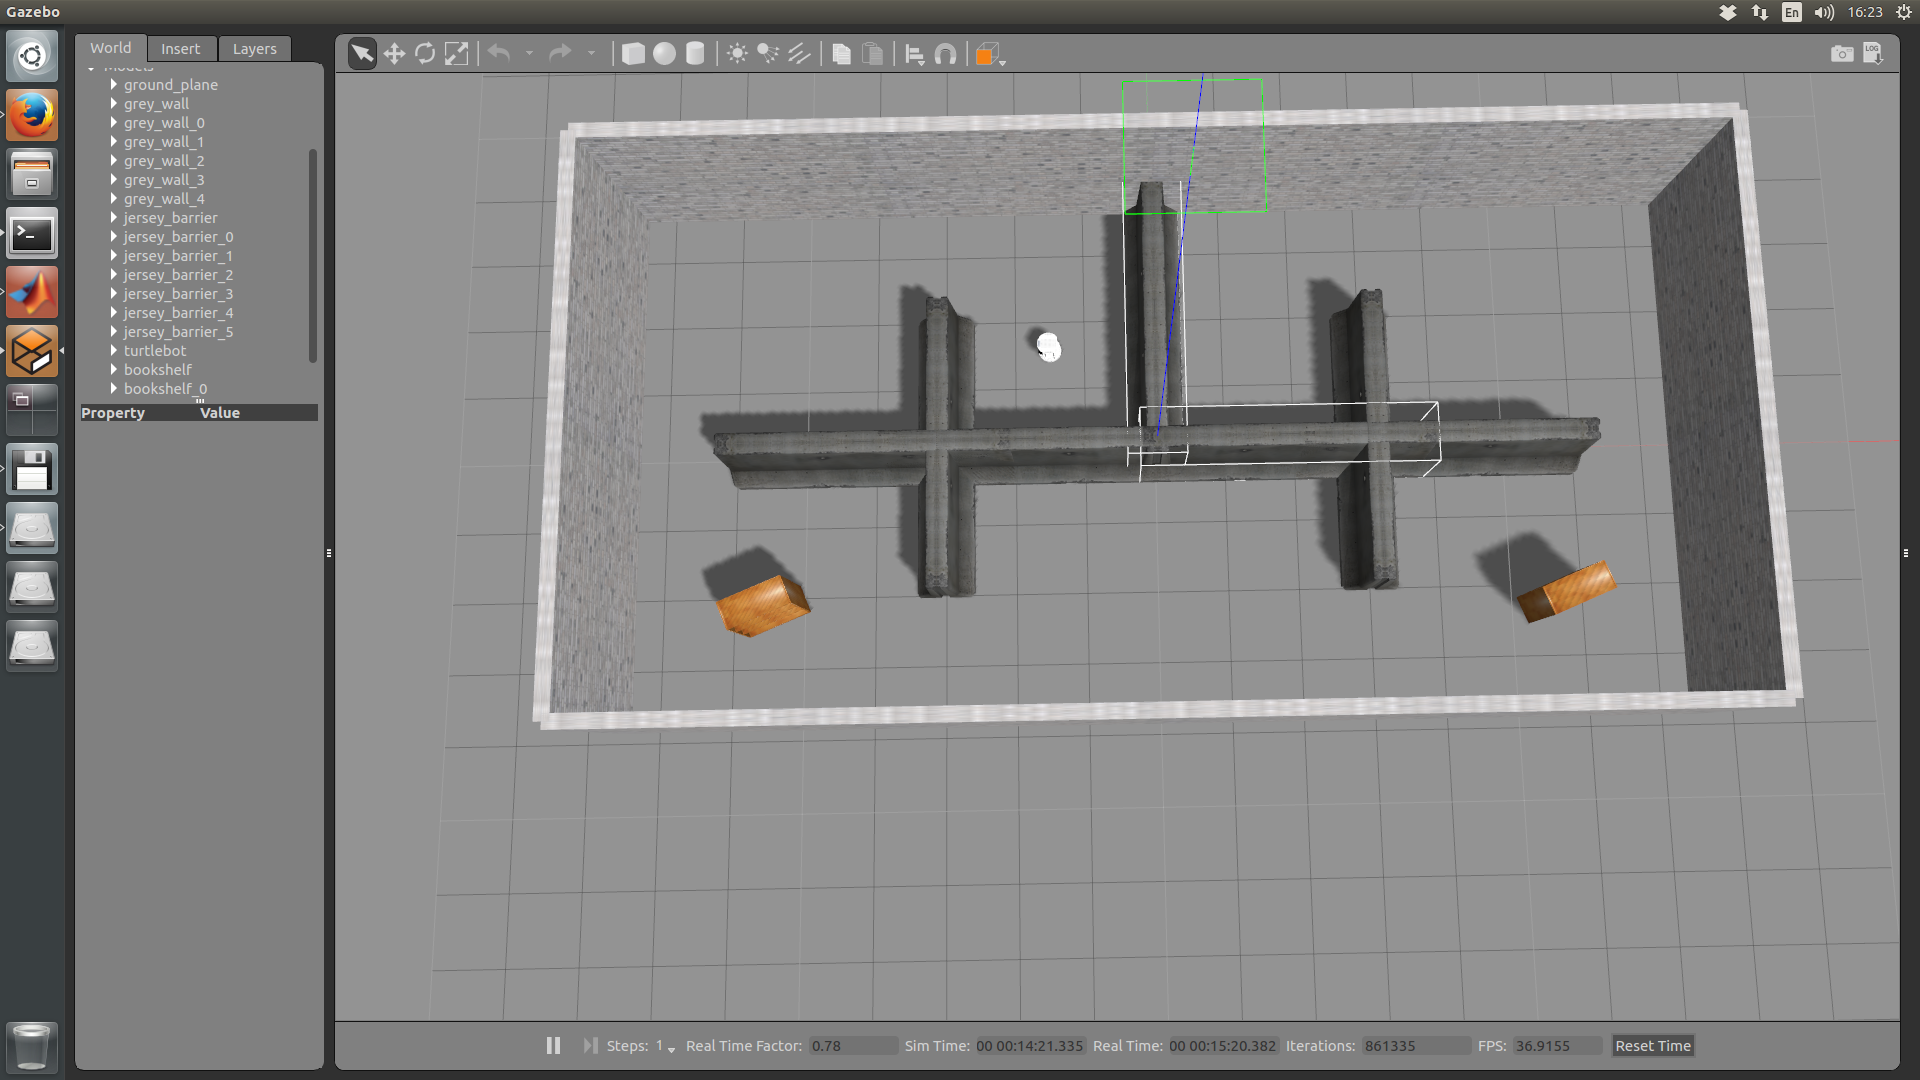 Gazebo
En
16:23
World Insert Layers
Models
ground_plane
grey_wall
grey_wall_0
grey_wall_1
grey_wall_2
grey_wall_3
grey_wall_4
jersey_barrier
jersey_barrier_0
jersey_barrier_1
jersey_barrier_2
jersey_barrier_3
jersey_barrier_4
jersey_barrier_5
turtlebot
bookshelf
bookshelf_0
Property Value
LOG
Steps: 1 Real Time Factor: 0.78 Sim Time: 00 00:14:21.335 Real Time: 00 00:15:20.382 Iterations: 861335 FPS: 36.9155 Reset Time